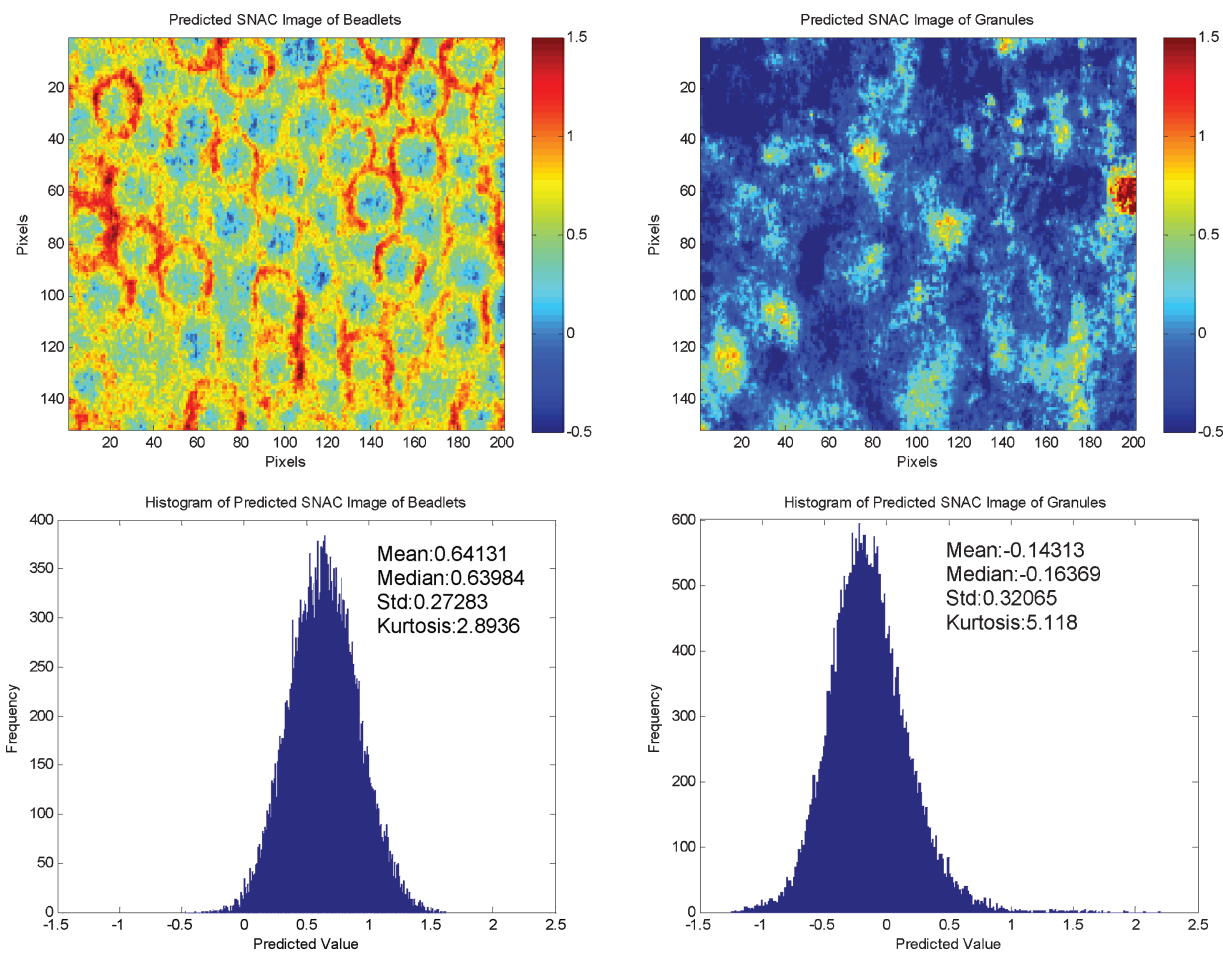 Predicted SNAC Image of Beadlets
20
40
60
80
100
120
140
Pixels
20 40 60 80 100 120 140 160 180 200
Pixels
1.5
1
0.5
0
-0.5
Predicted SNAC Image of Granules
20
40
60
80
100
120
140
Pixels
20 40 60 80 100 120 140 160 180 200
Pixels
1.5
1
0.5
0
-0.5
Histogram of Predicted SNAC Image of Beadlets
400
350
300
250
200
150
100
50
0
Frequency
Mean:0.64131
Median:0.63984
Std:0.27283
Kurtosis:2.8936
-1.5 -1 -0.5 0 0.5 1 1.5 2 2.5
Predicted Value
Histogram of Predicted SNAC Image of Granules
600
500
400
300
200
100
0
Frequency
Mean:-0.14313
Median:-0.16369
Std:0.32065
Kurtosis:5.118
-1.5 -1 -0.5 0 0.5 1 1.5 2 2.5
Predicted Value